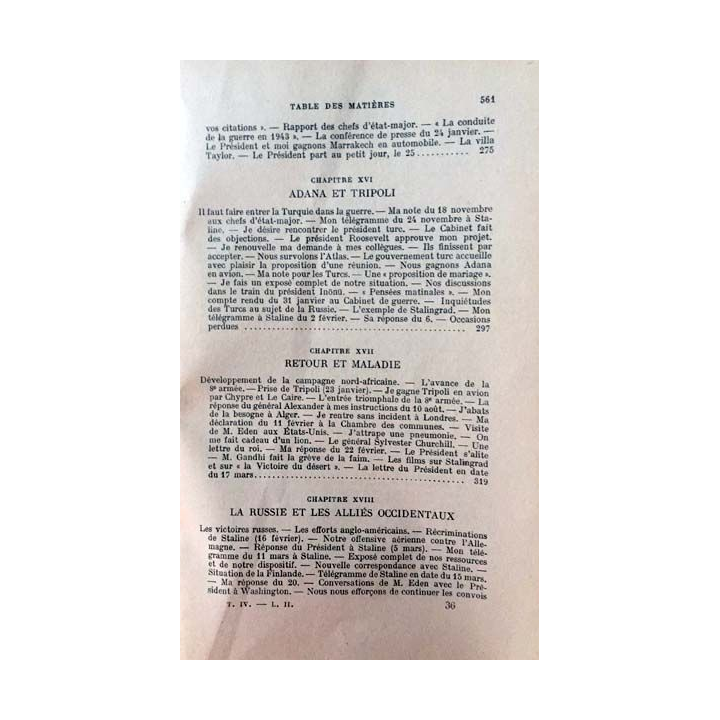 TABLE DES MATIÈRES 561
vos citations ». — Rapport des chefs d'état-major. — « La conduite
de la guerre en 1943 ». — La conférence de presse du 24 janvier. —
Le Président et moi gagnons Marrakech en automobile. — La villa
Taylor. — Le Président part au petit jour, le 25 ........... 275
CHAPITRE XVI
ADANA ET TRIPOLI
Il faut faire entrer la Turquie dans la guerre. — Ma note du 18 novembre
aux chefs d'état-major. — Mon télégramme du 24 novembre à Sta-
line. — Je désire rencontrer le président turc. — Le Cabinet fait
des objections. — Le président Roosevelt approuve mon projet.
— Je renouvelle ma demande à mes collègues. — Ils finissent par
accepter. — Nous survolons l'Atlas. — Le gouvernement turc accueille
avec plaisir la proposition d'une réunion. — Nous gagnons Adana
en avion. — Ma note pour les Turcs. — Une « proposition de mariage ».
— Je fais un exposé complet de notre situation. — Nos discussions
dans le train du président Inönü. — « Pensées matinales ». — Mon
compte rendu du 31 janvier au Cabinet de guerre. — Inquiétudes
des Turcs au sujet de la Russie. — L'exemple de Stalingrad. — Mon
télégramme à Staline du 2 février. — Sa réponse du 6. — Occasions
perdues ........................................ 297
CHAPITRE XVII
RETOUR ET MALADIE
Développement de la campagne nord-africaine. — L'avance de la
8e armée. — Prise de Tripoli (23 janvier). — Je gagne Tripoli en avion
par Chypre et Le Caire. — L'entrée triomphale de la 8e armée. — La
réponse du général Alexander à mes instructions du 10 août. — J'abats
de la besogne à Alger. — Je rentre sans incident à Londres. — Ma
déclaration du 11 février à la Chambre des communes. — Visite
de M. Eden aux États-Unis. — J'attrape une pneumonie. — On
me fait cadeau d'un lion. — Le général Sylvester Churchill. — Une
lettre du roi. — Ma réponse du 22 février. — Le Président s'alite
— M. Gandhi fait la grève de la faim. — Les films sur Stalingrad
et sur « la Victoire du désert ». — La lettre du Président en date
du 17 mars ........................................ 319
CHAPITRE XVIII
LA RUSSIE ET LES ALLIÉS OCCIDENTAUX
Les victoires russes. — Les efforts anglo-américains. — Récriminations
de Staline (16 février). — Notre offensive aérienne contre l'Alle-
magne. — Réponse du Président à Staline (5 mars). — Mon télé-
gramme du 11 mars à Staline. — Exposé complet de nos ressources
et de notre dispositif. — Nouvelle correspondance avec Staline. —
Situation de la Finlande. — Télégramme de Staline en date du 15 mars.
— Ma réponse du 20. — Conversations de M. Eden avec le Pré-
sident à Washington. — Nous nous efforçons de continuer les convois
T. IV. — L. II. 36